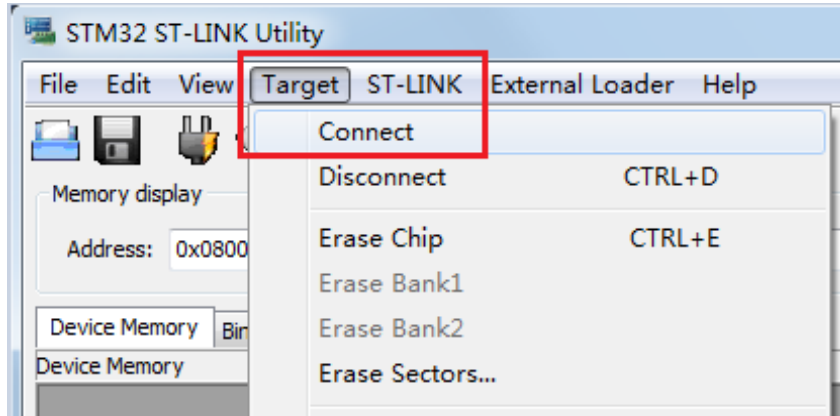 STM32 ST-LINK Utility
File Edit View Target ST-LINK External Loader Help
Connect
Memory display
Disconnect CTRL+D
Address: 0x0800
Erase Chip CTRL+E
Erase Bank1
Erase Bank2
Device Memory Bin
Device Memory
Erase Sectors...